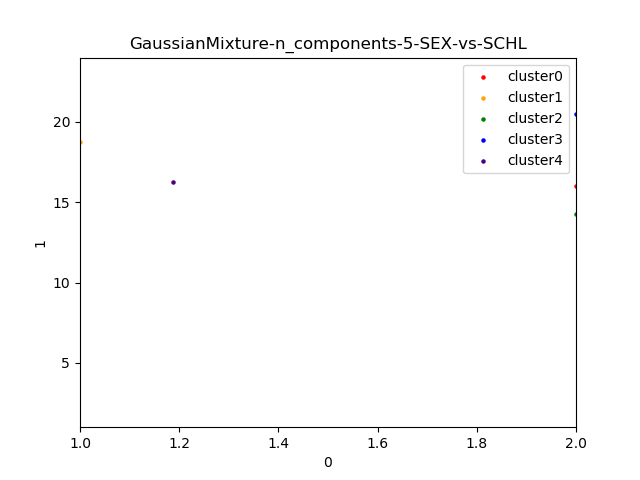 GaussianMixture-n_components-5-SEX-vs-SCHL
cluster0
cluster1
cluster2
cluster3
cluster4
20
15
10
5
1
1.0 1.2 1.4 1.6 1.8 2.0
0